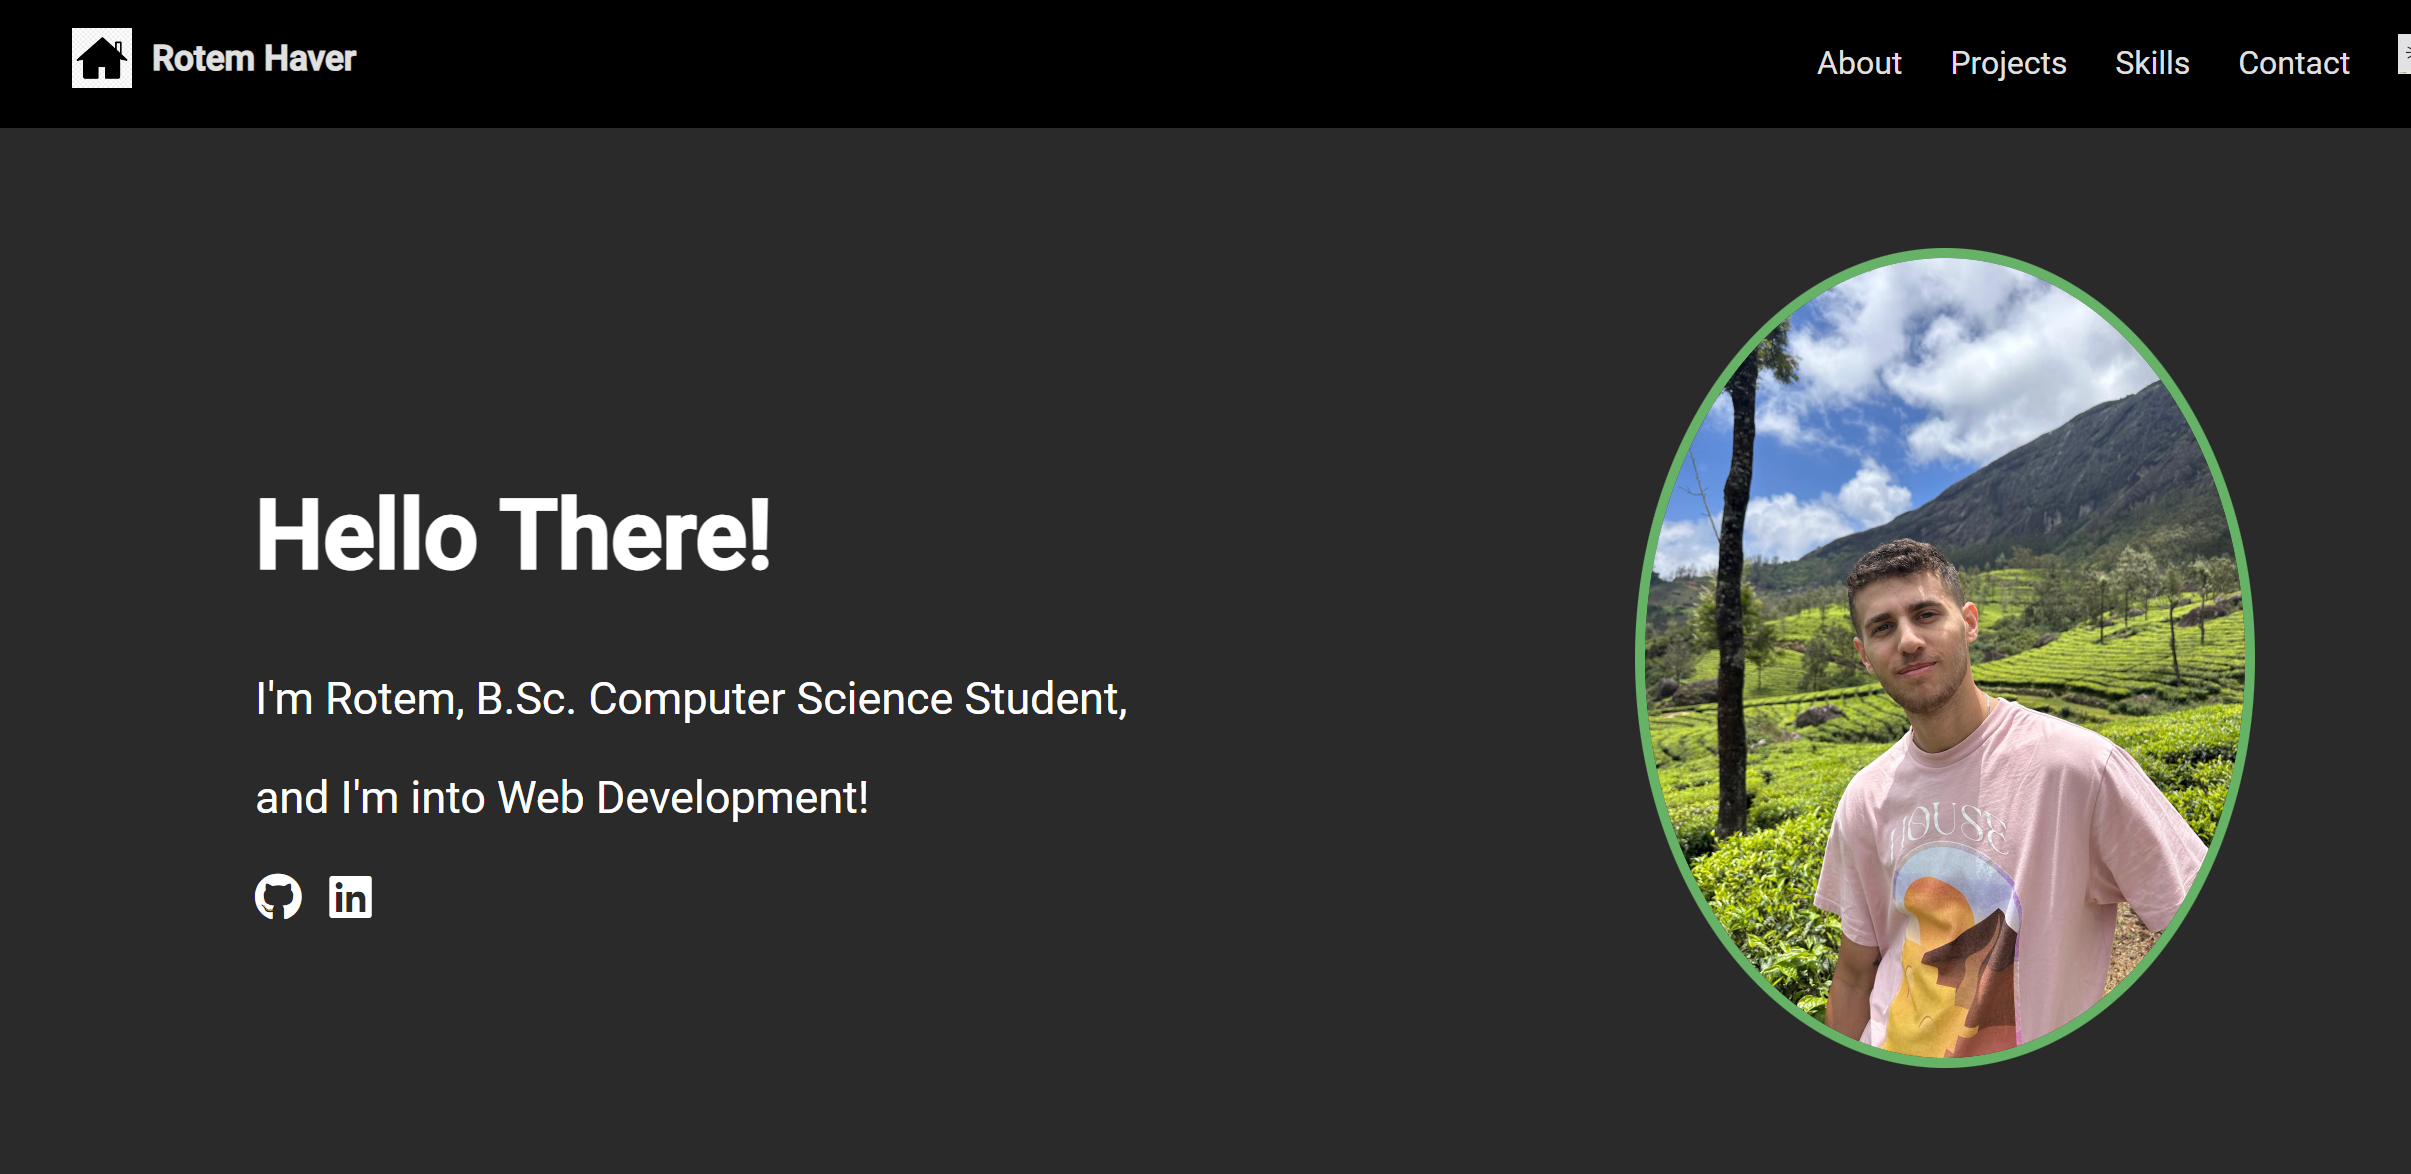 Rotem Haver
About Projects Skills Contact
Hello There!
I'm Rotem, B.Sc. Computer Science Student,
and I'm into Web Development!
in
HOUSE